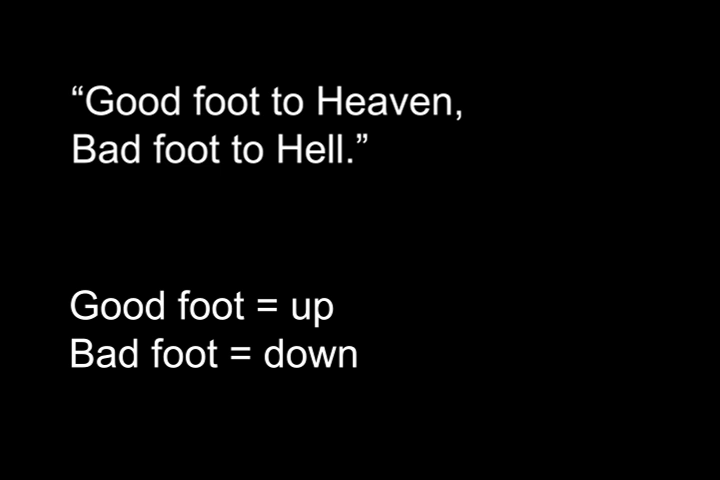 “Good foot to Heaven,
Bad foot to Hell.”
Good foot = up
Bad foot = down